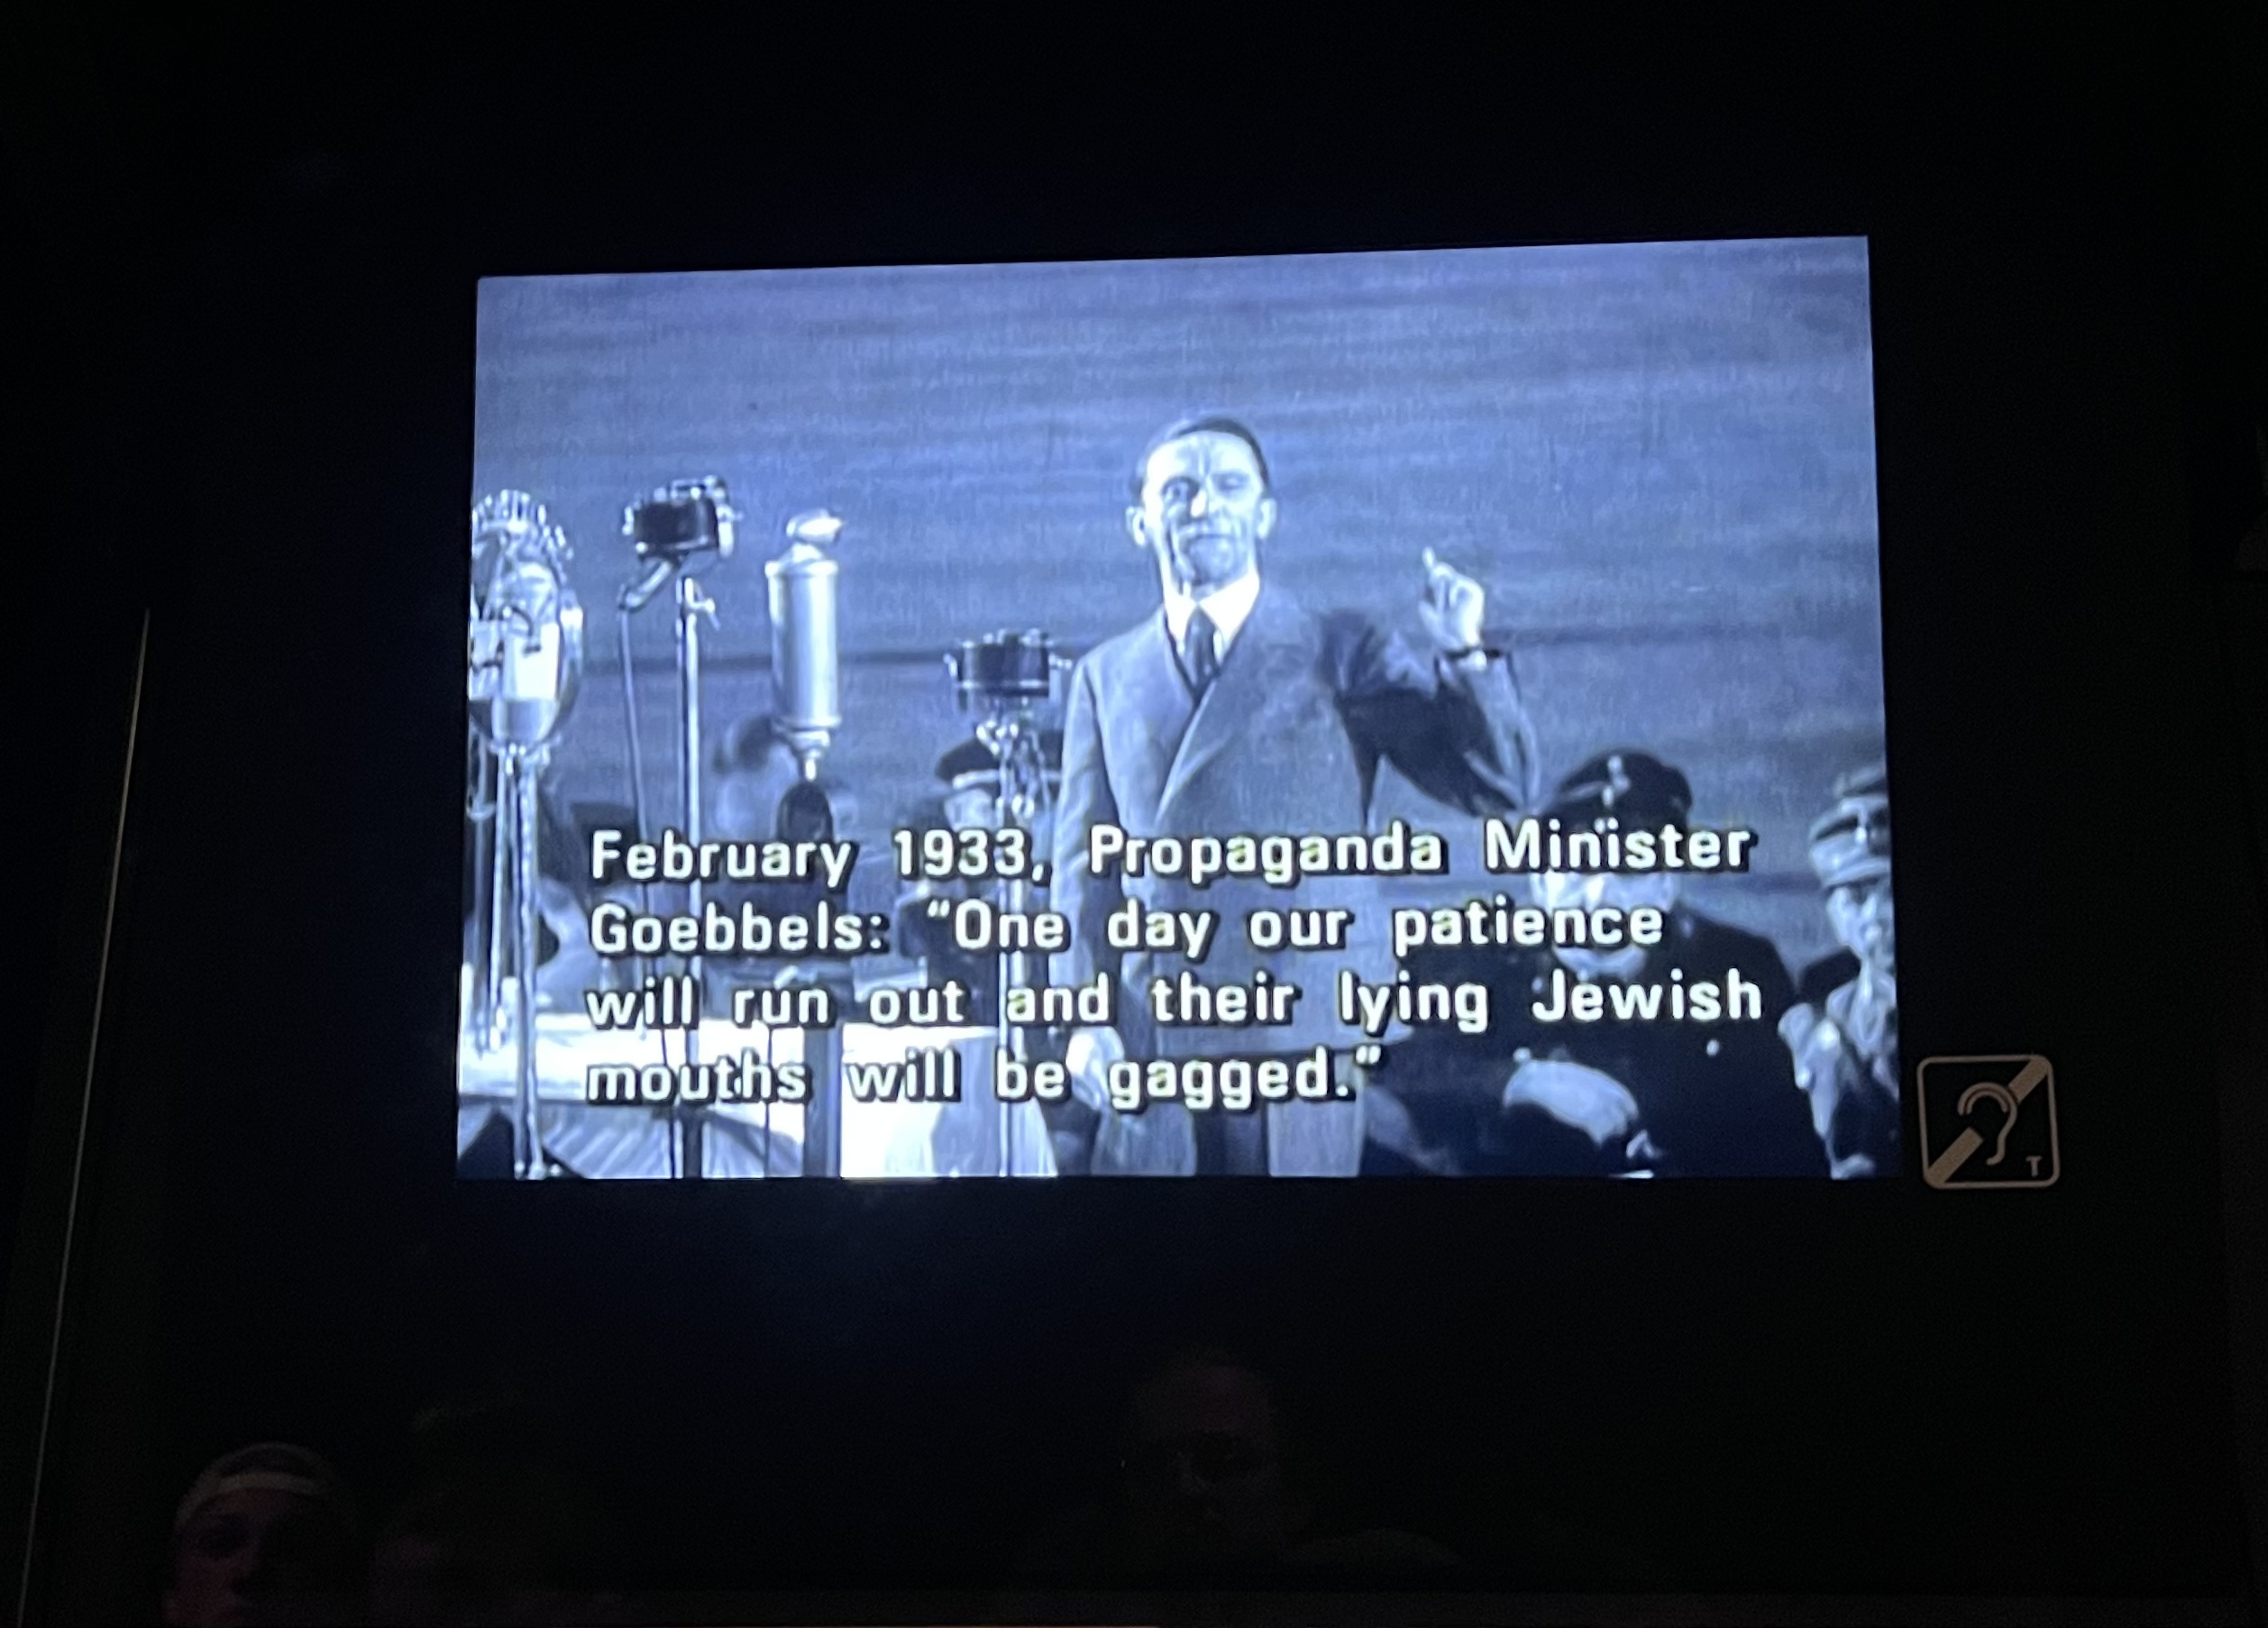 February 1933, Propaganda Minister
Goebbels: “One day our patience
will run out and their lying Jewish
mouths will be gagged.”
T